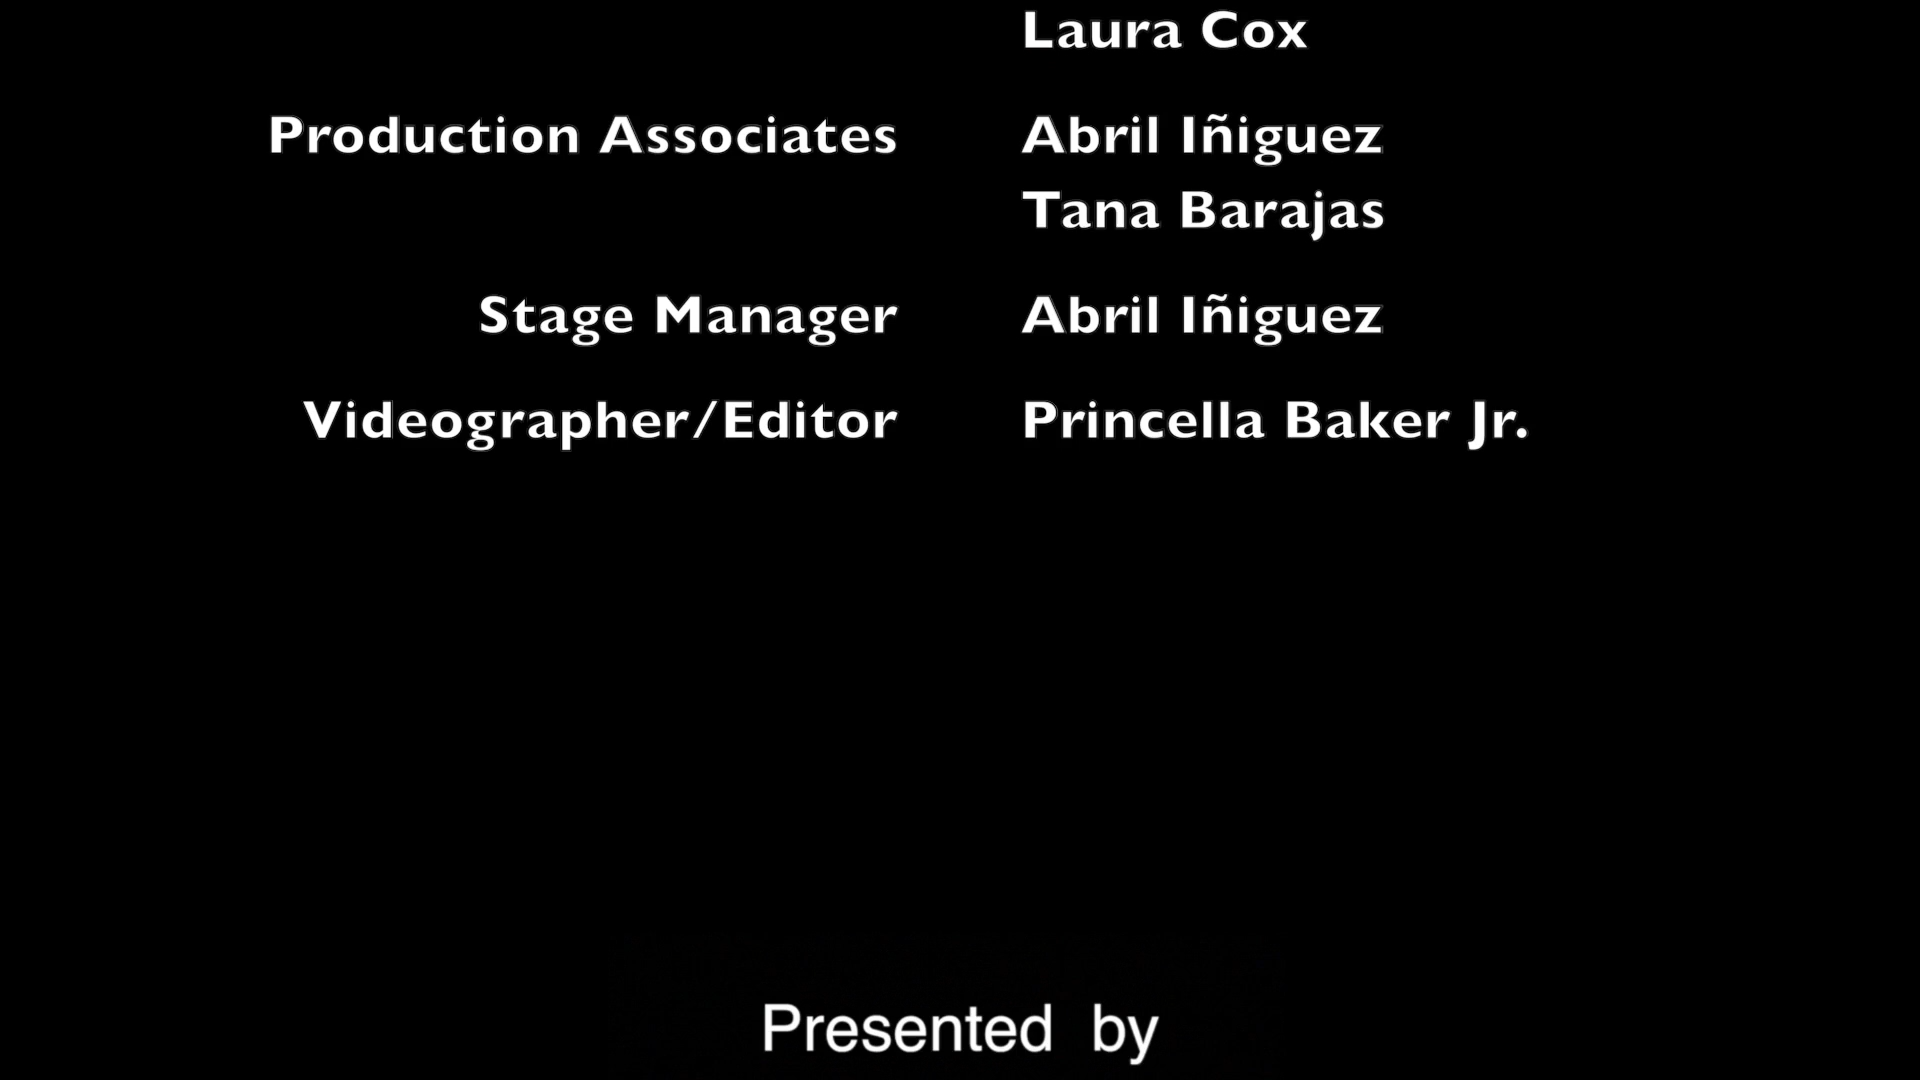 Laura Cox
Production Associates Abril Iñiguez
Tana Barajas
Stage Manager Abril Iñiguez
Videographer/Editor Princella Baker Jr.
Presented by